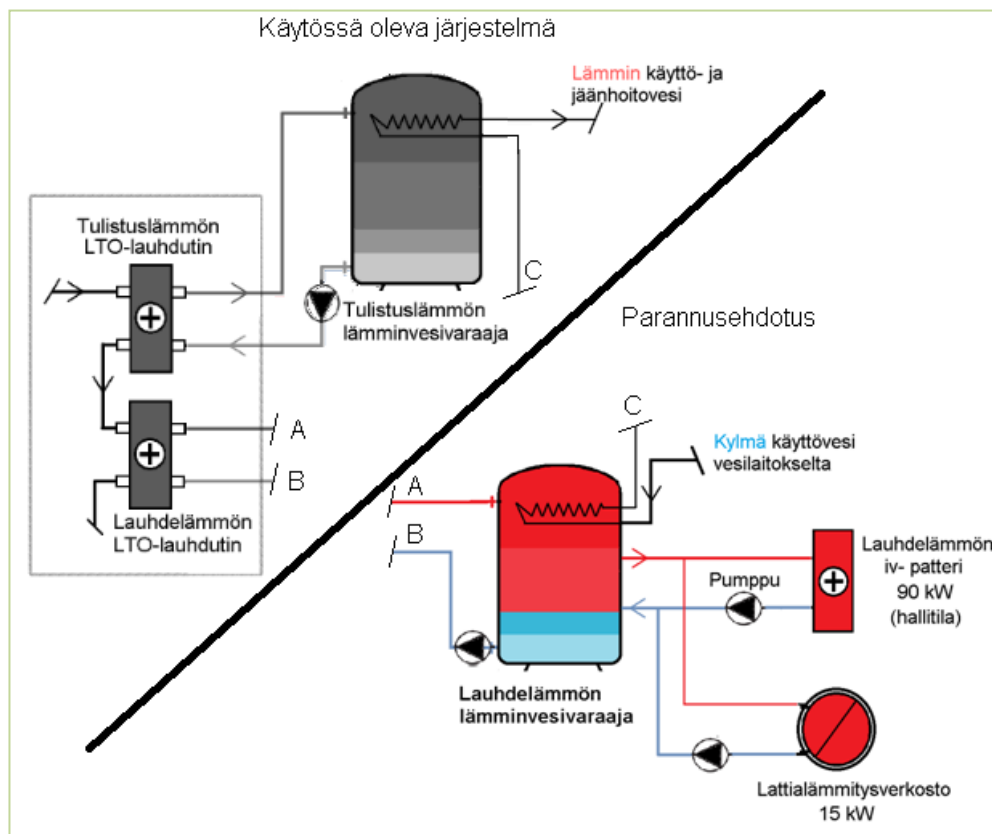 Käytössä oleva järjestelmä
Lämmin käyttö- ja
jäänhoitovesi
Tulistuslämmön
LTO-lauhdutin
C
Tulistuslämmön
lämminvesivaraaja
Parannusehdotus
A
B
Lauhdelämmön
LTO-lauhdutin
C
Kylmä käyttövesi
vesilaitokselta
A
B
Pumppu
Lauhdelämmön
iv- patteri
90 kW
(hallitila)
Lauhdelämmön
lämminvesivaraaja
Lattialämmitysverkosto
15 kW